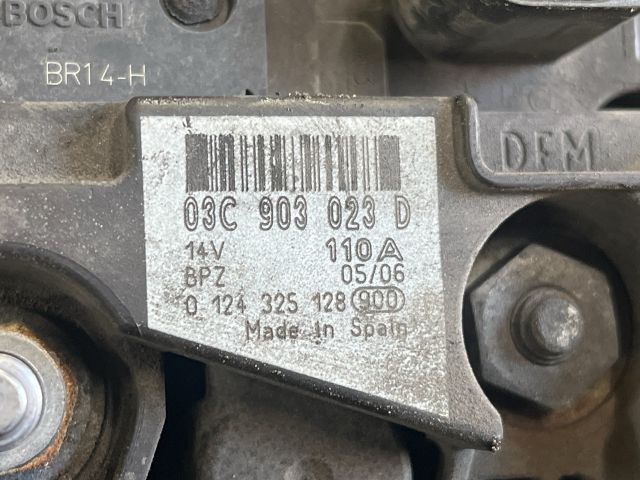 BOSCH
BR14-H
DFM
03C 903 023 D
14V 110A
BPZ 05/06
0 124 325 128 900
Made in Spain